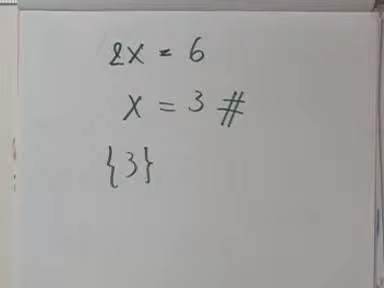 2x = 6
x = 3 #
{3}